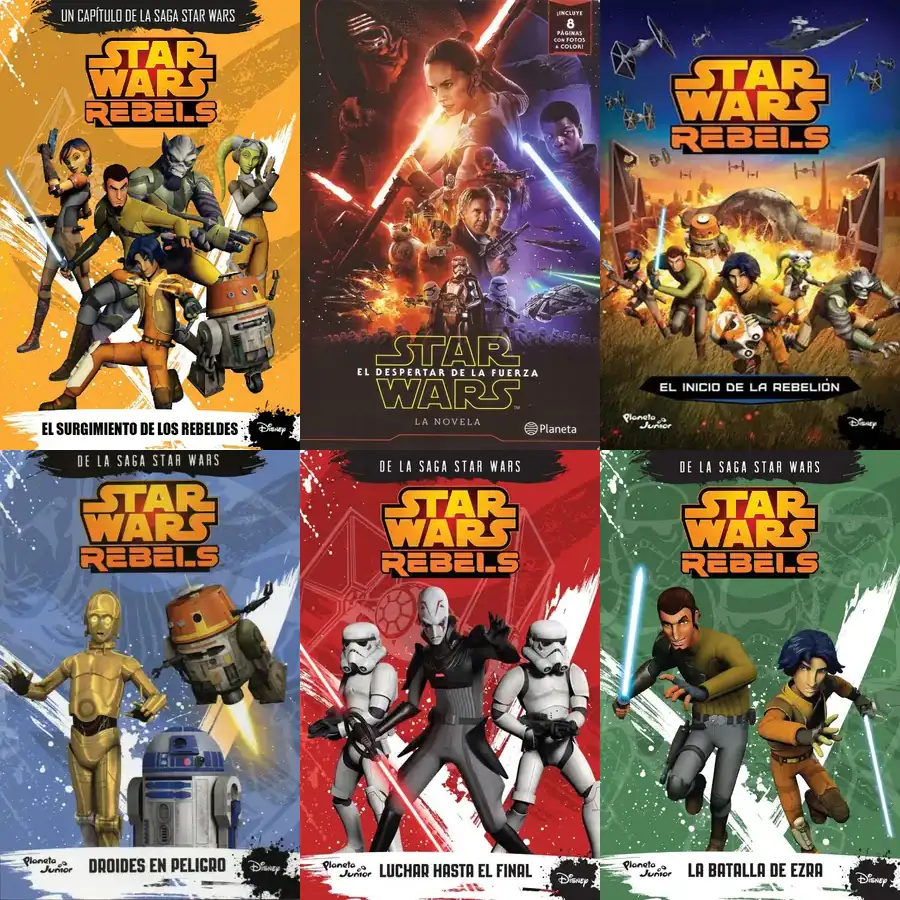 UN CAPÍTULO DE LA SAGA STAR WARS
STAR
WARS
REBELS
EL SURGIMIENTO DE LOS REBELDES
Disney
¡INCLUYE
8
PÁGINAS
CON FOTOS
A COLOR!
STAR
EL DESPERTAR DE LA FUERZA
WARS
TM
LA NOVELA
Planeta
STAR
WARS
REBELS
EL INICIO DE LA REBELIÓN
Planeta
Junior
Disney
DE LA SAGA STAR WARS
STAR
WARS
REBELS
Planeta
Junior
DROIDES EN PELIGRO
Disney
DE LA SAGA STAR WARS
STAR
WARS
REBELS
Planeta
Junior
LUCHAR HASTA EL FINAL
Disney
DE LA SAGA STAR WARS
STAR
WARS
REBELS
Planeta
Junior
LA BATALLA DE EZRA
Disney